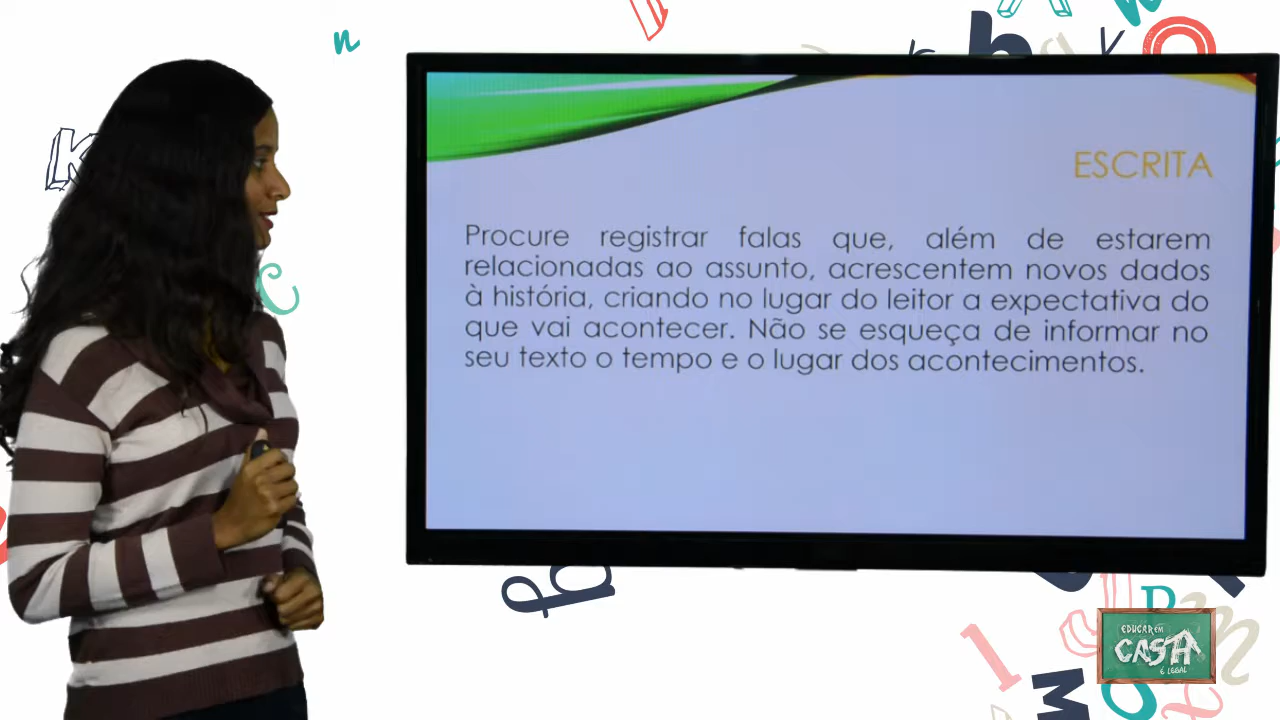 ESCRITA
Procure registrar falas que, além de estarem
relacionadas ao assunto, acrescentem novos dados
à história, criando no lugar do leitor a expectativa do
que vai acontecer. Não se esqueça de informar no
seu texto o tempo e o lugar dos acontecimentos.
EDUCAR EM
CASA
É LEGAL